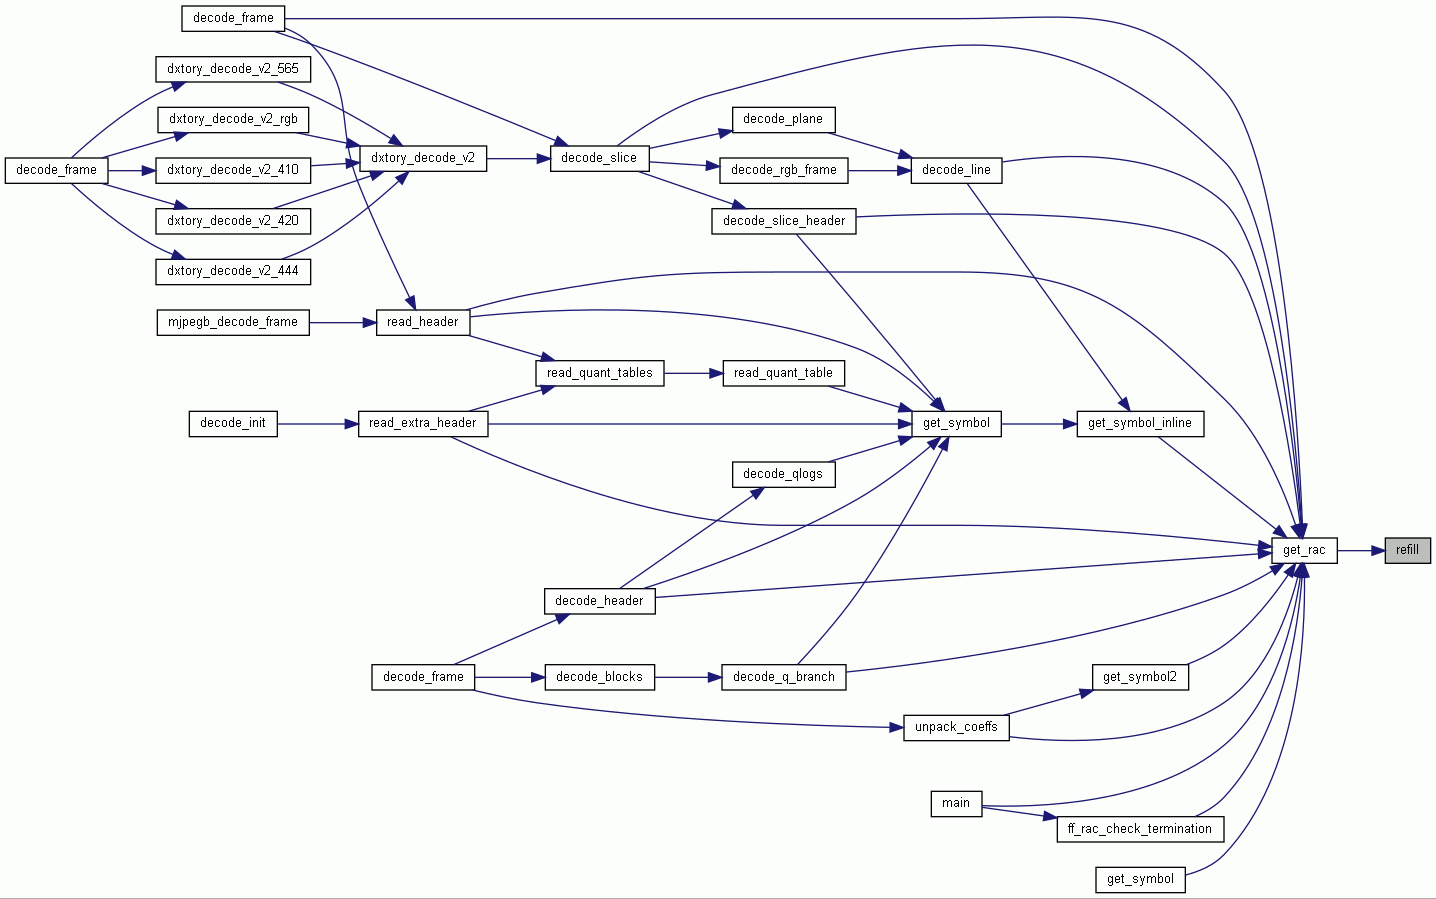 decode_frame
dxtory_decode_v2_565
dxtory_decode_v2_rgb
decode_plane
decode_frame
dxtory_decode_v2_410
dxtory_decode_v2
decode_slice
decode_rgb_frame
decode_line
dxtory_decode_v2_420
decode_slice_header
dxtory_decode_v2_444
mjpegb_decode_frame
read_header
read_quant_tables
read_quant_table
decode_init
read_extra_header
get_symbol
get_symbol_inline
decode_qlogs
get_rac
refill
decode_header
decode_frame
decode_blocks
decode_q_branch
get_symbol2
unpack_coeffs
main
ff_rac_check_termination
get_symbol